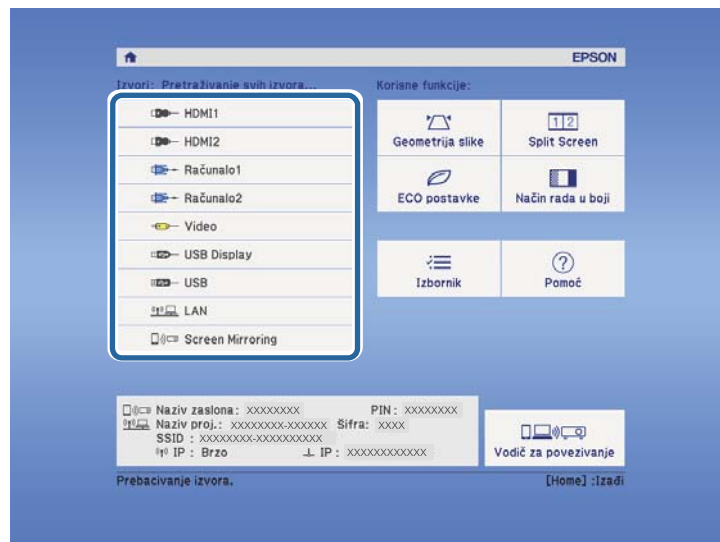 EPSON
Izvori: Pretraživanje svih izvora...
HDMI1
HDMI2
Računalo1
Računalo2
Video
USB Display
USB
LAN
Screen Mirroring
Korisne funkcije:
Geometrija slike
1 2
Split Screen
ECO postavke
Način rada u boji
Izbornik
?
Pomoć
Naziv zaslona: XXXXXXXX PIN: XXXXXXXX
Naziv proj.: XXXXXXXX-XXXXXX Šifra: XXXX
SSID : XXXXXXXX-XXXXXXXXXX
IP : Brzo IP : XXXXXXXXXXXX
Vodič za povezivanje
Prebacivanje izvora. [Home] :Izađi